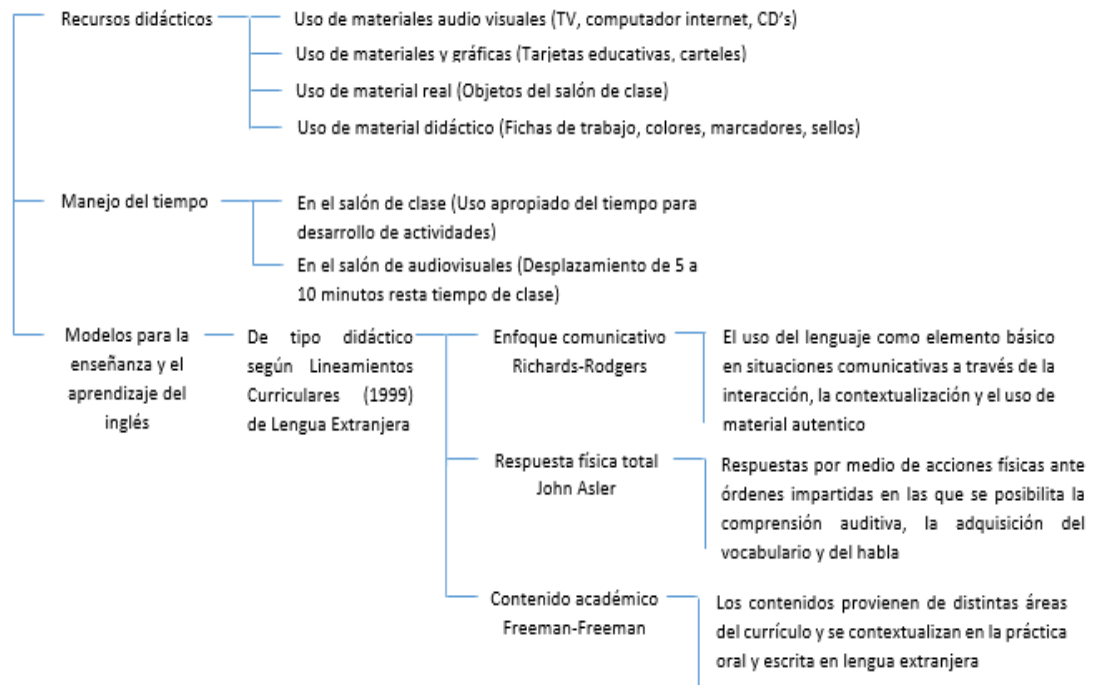 Recursos didácticos
Uso de materiales audio visuales (TV, computador internet, CD's)
Uso de materiales y gráficas (Tarjetas educativas, carteles)
Uso de material real (Objetos del salón de clase)
Uso de material didáctico (Fichas de trabajo, colores, marcadores, sellos)
Manejo del tiempo
En el salón de clase (Uso apropiado del tiempo para
desarrollo de actividades)
En el salón de audiovisuales (Desplazamiento de 5 a
10 minutos resta tiempo de clase)
Modelos para la
enseñanza y el
aprendizaje del
inglés
De tipo didáctico
según Lineamientos
Curriculares (1999)
de Lengua Extranjera
Enfoque comunicativo
Richards-Rodgers
El uso del lenguaje como elemento básico
en situaciones comunicativas a través de la
interacción, la contextualización y el uso de
material autentico
Respuesta física total
John Asler
Respuestas por medio de acciones físicas ante
órdenes impartidas en las que se posibilita la
comprensión auditiva, la adquisición del
vocabulario y del habla
Contenido académico
Freeman-Freeman
Los contenidos provienen de distintas áreas
del currículo y se contextualizan en la práctica
oral y escrita en lengua extranjera